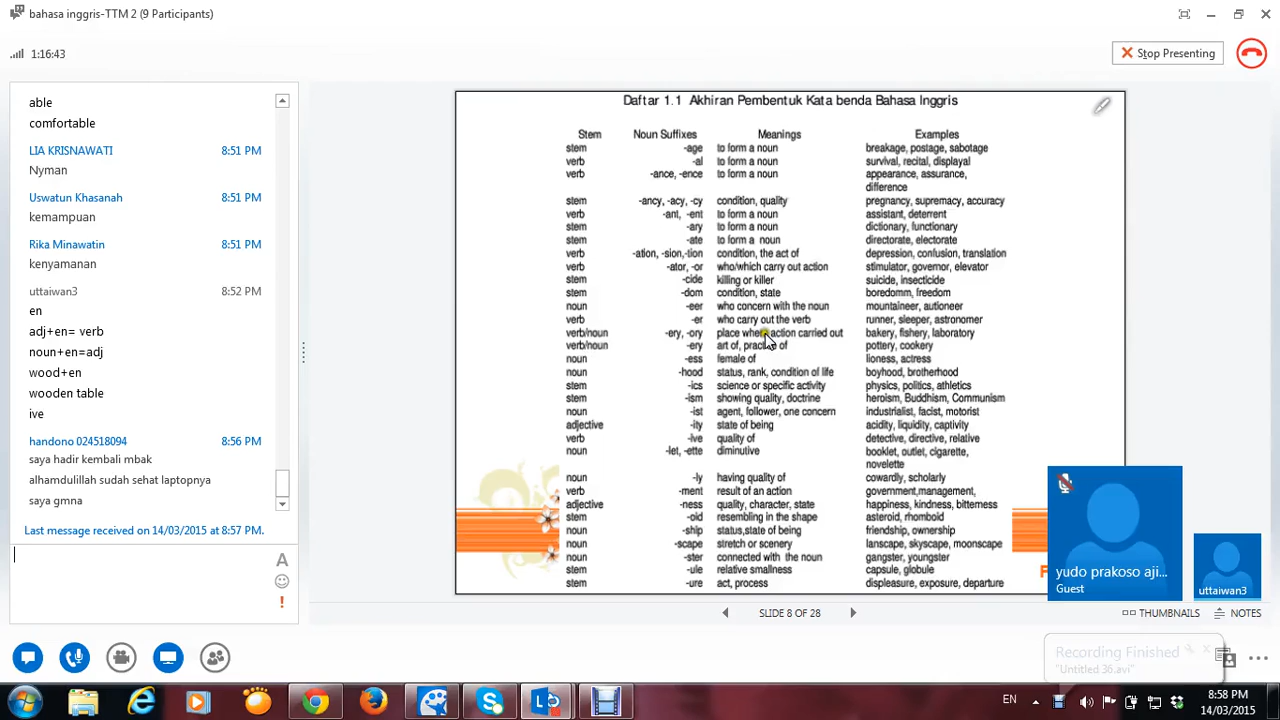 bahasa inggris-TTM 2 (9 Participants)
1:16:43
Stop Presenting
able
comfortable
LIA KRISNAWATI 8:51 PM
Nyman
Uswatun Khasanah 8:51 PM
kemampuan
Rika Minawatin 8:51 PM
kenyamanan
uttaiwan3 8:52 PM
en
adj+en= verb
noun+en=adj
wood+en
wooden table
ive
handono 024518094 8:56 PM
saya hadir kembali mbak
alhamdulillah sudah sehat laptopnya
saya gmna
Last message received on 14/03/2015 at 8:57 PM.
A
Daftar 1.1 Akhiran Pembentuk Kata benda Bahasa Inggris
Stem Noun Suffixes Meanings Examples
stem -age to form a noun breakage, postage, sabotage
verb -al to form a noun survival, recital, displayal
verb -ance, -ence to form a noun appearance, assurance,
difference
stem -ancy, -acy, -cy condition, quality pregnancy, supremacy, accuracy
verb -ant, -ent to form a noun assistant, deterrent
stem -ary to form a noun dictionary, functionary
stem -ate to form a noun directorate, electorate
verb -ation, -sion,-tion condition, the act of depression, confusion, translation
verb -ator, -or who/which carry out action stimulator, governor, elevator
stem -cide killing or killer suicide, insecticide
stem -dom condition, state boredomm, freedom
noun -eer who concern with the noun mountaineer, autioneer
verb -er who carry out the verb runner, sleeper, astronomer
verb/noun -ery, -ory place where action carried out bakery, fishery, laboratory
verb/noun -ery art of, practice of pottery, cookery
noun -ess female of lioness, actress
noun -hood status, rank, condition of life boyhood, brotherhood
stem -ics science or specific activity physics, politics, athletics
stem -ism showing quality, doctrine heroism, Buddhism, Communism
noun -ist agent, follower, one concern industrialist, facist, motorist
adjective -ity state of being acidity, liquidity, captivity
verb -ive quality of detective, directive, relative
noun -let, -ette diminutive booklet, outlet, cigarette,
novelette
noun -ly having quality of cowardly, scholarly
verb -ment result of an action government,management,
adjective -ness quality, character, state happiness, kindness, bitterness
stem -oid resembling in the shape asteroid, rhomboid
noun -ship status,state of being friendship, ownership
noun -scape stretch or scenery lanscape, skyscape, moonscape
noun -ster connected with the noun gangster, youngster
stem -ule relative smallness capsule, globule
stem -ure act, process displeasure, exposure, departure
F
yudo prakoso aji...
Guest
uttaiwan3
SLIDE 8 OF 28
THUMBNAILS
NOTES
Recording Finished
"Untitled 36.avi"
EN
8:58 PM
14/03/2015